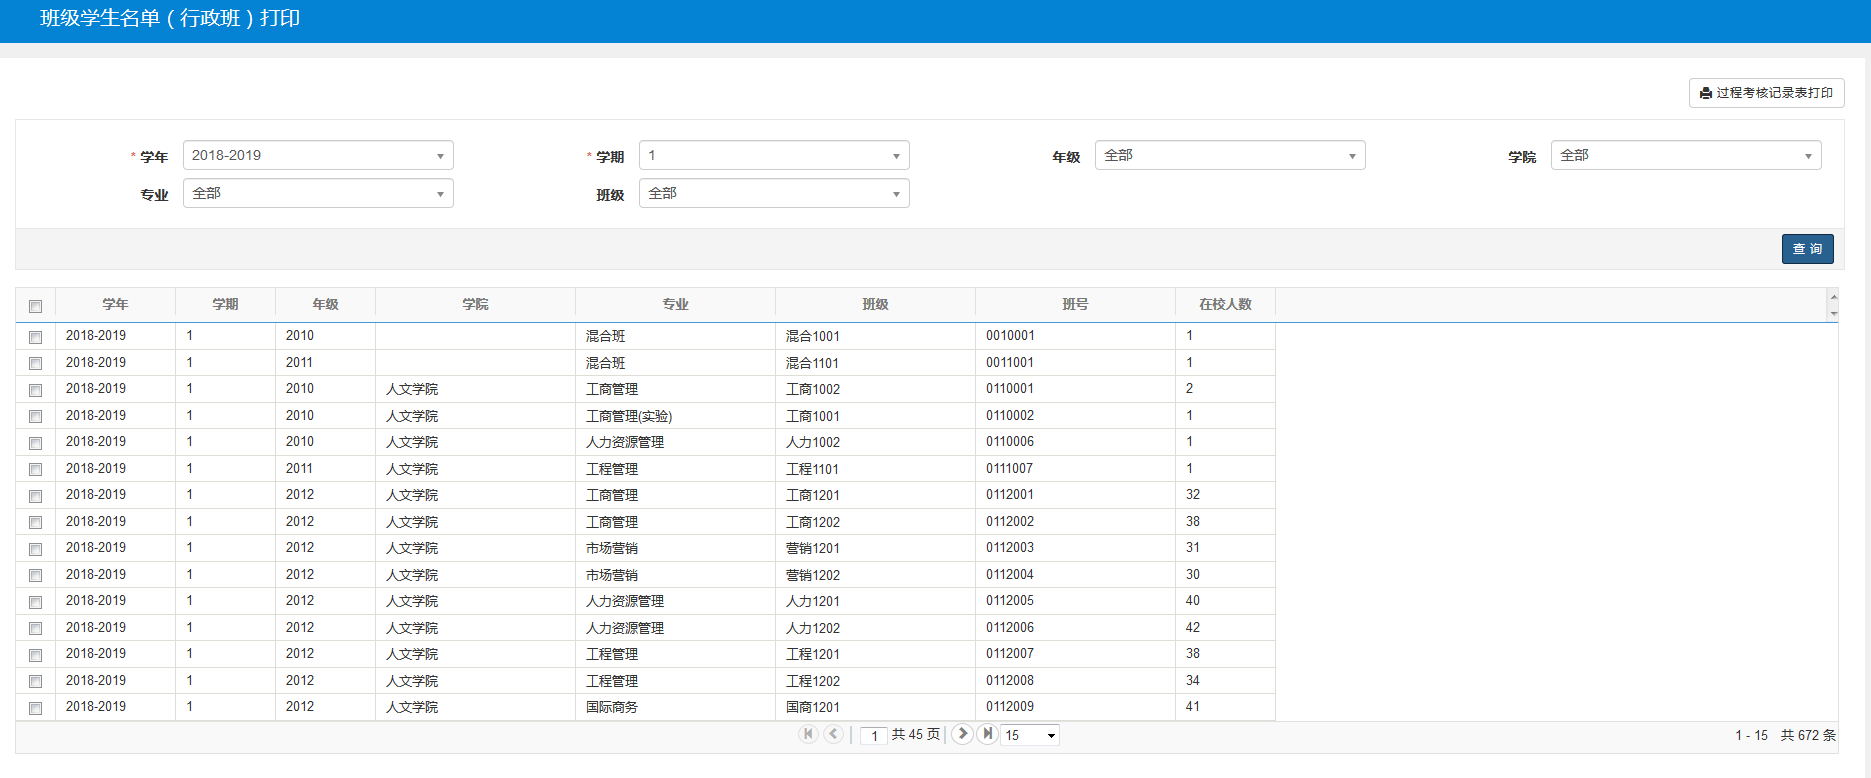 班级学生名单（行政班）打印
过程考核记录表打印
* 学年 2018-2019 * 学期 1 年级 全部 学院 全部
专业 全部 班级 全部
查 询
学年 学期 年级 学院 专业 班级 班号 在校人数
2018-2019 1 2010 混合班 混合1001 0010001 1
2018-2019 1 2011 混合班 混合1101 0011001 1
2018-2019 1 2010 人文学院 工商管理 工商1002 0110001 2
2018-2019 1 2010 人文学院 工商管理(实验) 工商1001 0110002 1
2018-2019 1 2010 人文学院 人力资源管理 人力1002 0110006 1
2018-2019 1 2011 人文学院 工程管理 工程1101 0111007 1
2018-2019 1 2012 人文学院 工商管理 工商1201 0112001 32
2018-2019 1 2012 人文学院 工商管理 工商1202 0112002 38
2018-2019 1 2012 人文学院 市场营销 营销1201 0112003 31
2018-2019 1 2012 人文学院 市场营销 营销1202 0112004 30
2018-2019 1 2012 人文学院 人力资源管理 人力1201 0112005 40
2018-2019 1 2012 人文学院 人力资源管理 人力1202 0112006 42
2018-2019 1 2012 人文学院 工程管理 工程1201 0112007 38
2018-2019 1 2012 人文学院 工程管理 工程1202 0112008 34
2018-2019 1 2012 人文学院 国际商务 国商1201 0112009 41
1 共 45 页 15 1 - 15 共 672 条